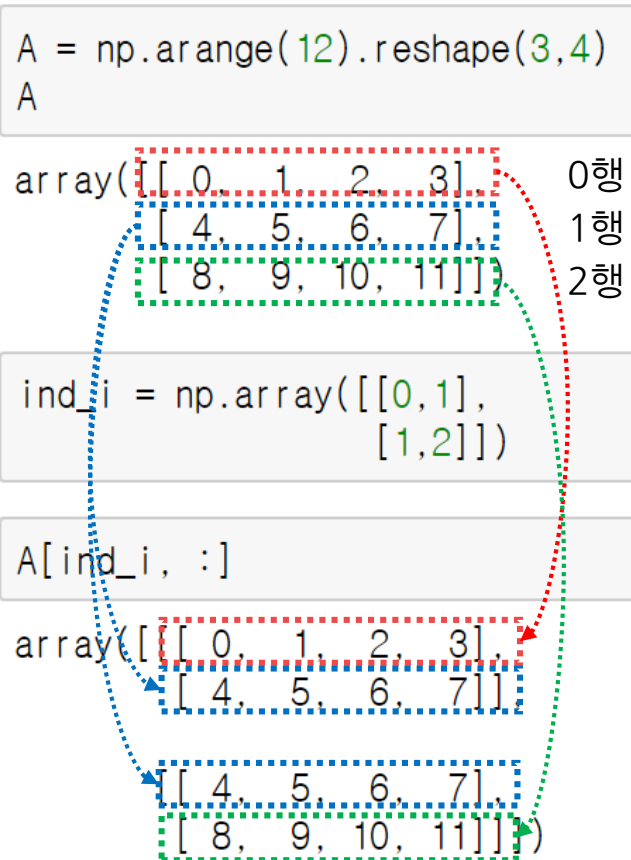 A = np.arange(12).reshape(3,4)
A
array([[ 0, 1, 2, 3], 0행
[ 4, 5, 6, 7], 1행
[ 8, 9, 10, 11]]) 2행
ind_i = np.array([[0,1],
[1,2]])
A[ind_i, :]
array([[[ 0, 1, 2, 3],
[ 4, 5, 6, 7]],
[[ 4, 5, 6, 7],
[ 8, 9, 10, 11]]])